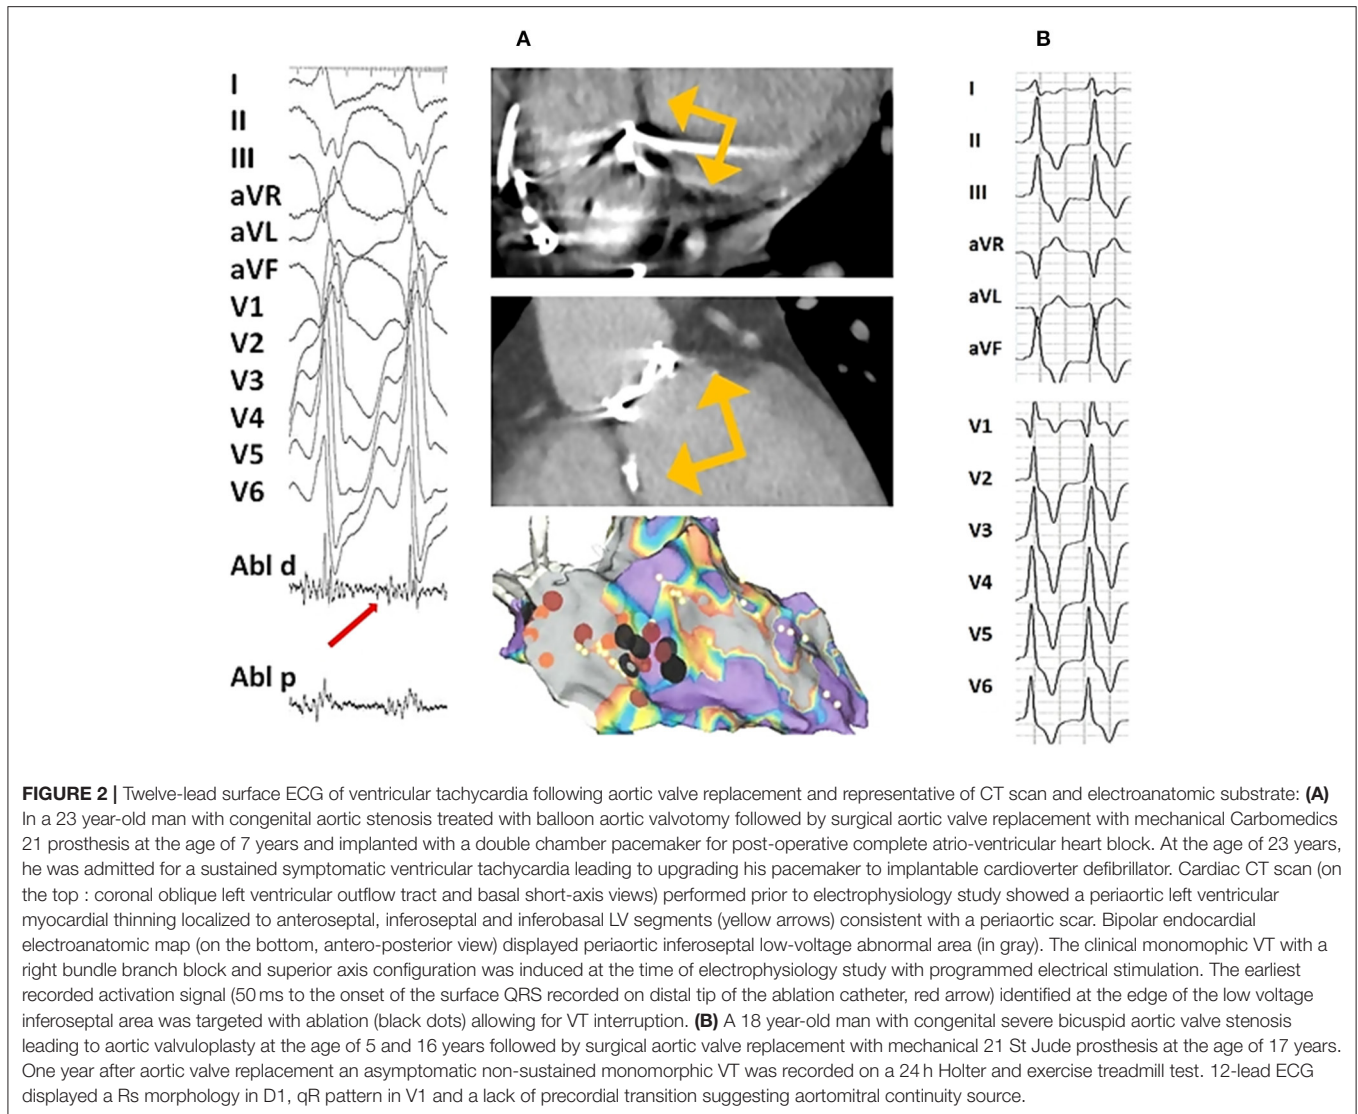 A
B
I
II
III
aVR
aVL
aVF
V1
V2
V3
V4
V5
V6
Abl d
Abl p
I
II
III
aVR
aVL
aVF
V1
V2
V3
V4
V5
V6
FIGURE 2 | Twelve-lead surface ECG of ventricular tachycardia following aortic valve replacement and representative of CT scan and electroanatomic substrate: (A)
In a 23 year-old man with congenital aortic stenosis treated with balloon aortic valvotomy followed by surgical aortic valve replacement with mechanical Carbomedics
21 prosthesis at the age of 7 years and implanted with a double chamber pacemaker for post-operative complete atrio-ventricular heart block. At the age of 23 years,
he was admitted for a sustained symptomatic ventricular tachycardia leading to upgrading his pacemaker to implantable cardioverter defibrillator. Cardiac CT scan (on
the top : coronal oblique left ventricular outflow tract and basal short-axis views) performed prior to electrophysiology study showed a periaortic left ventricular
myocardial thinning localized to anteroseptal, inferoseptal and inferobasal LV segments (yellow arrows) consistent with a periaortic scar. Bipolar endocardial
electroanatomic map (on the bottom, antero-posterior view) displayed periaortic inferoseptal low-voltage abnormal area (in gray). The clinical monomophic VT with a
right bundle branch block and superior axis configuration was induced at the time of electrophysiology study with programmed electrical stimulation. The earliest
recorded activation signal (50 ms to the onset of the surface QRS recorded on distal tip of the ablation catheter, red arrow) identified at the edge of the low voltage
inferoseptal area was targeted with ablation (black dots) allowing for VT interruption. (B) A 18 year-old man with congenital severe bicuspid aortic valve stenosis
leading to aortic valvuloplasty at the age of 5 and 16 years followed by surgical aortic valve replacement with mechanical 21 St Jude prosthesis at the age of 17 years.
One year after aortic valve replacement an asymptomatic non-sustained monomorphic VT was recorded on a 24 h Holter and exercise treadmill test. 12-lead ECG
displayed a Rs morphology in D1, qR pattern in V1 and a lack of precordial transition suggesting aortomitral continuity source.